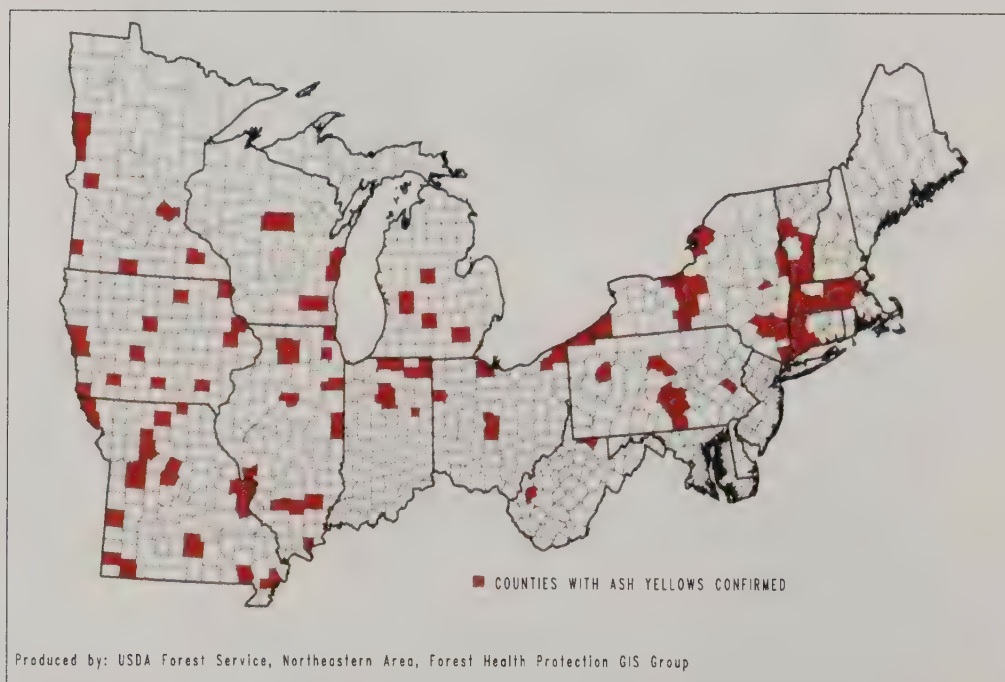 COUNTIES WITH ASH YELLOWS CONFIRMED
Produced by: USDA Forest Service, Northeastern Area, Forest Health Protection GIS Group